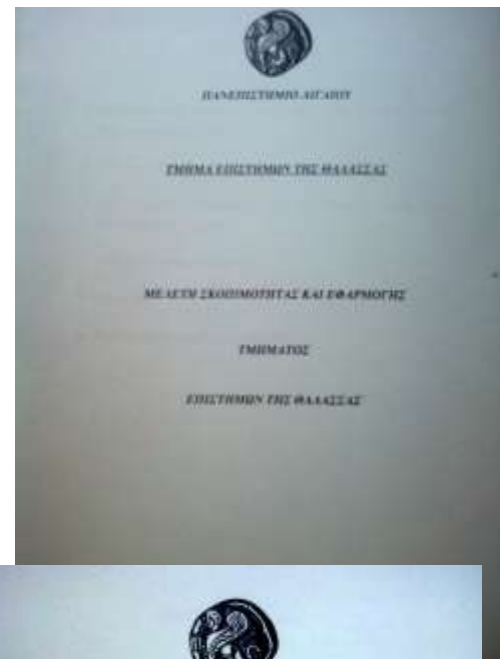 ΠΑΝΕΠΙΣΤΗΜΙΟ ΑΙΓΑΙΟΥ
ΤΜΗΜΑ ΕΠΙΣΤΗΜΩΝ ΤΗΣ ΘΑΛΑΣΣΑΣ
ΜΕΛΕΤΗ ΣΚΟΠΙΜΟΤΗΤΑΣ ΚΑΙ ΕΦΑΡΜΟΓΗΣ
ΤΜΗΜΑΤΟΣ
ΕΠΙΣΤΗΜΩΝ ΤΗΣ ΘΑΛΑΣΣΑΣ